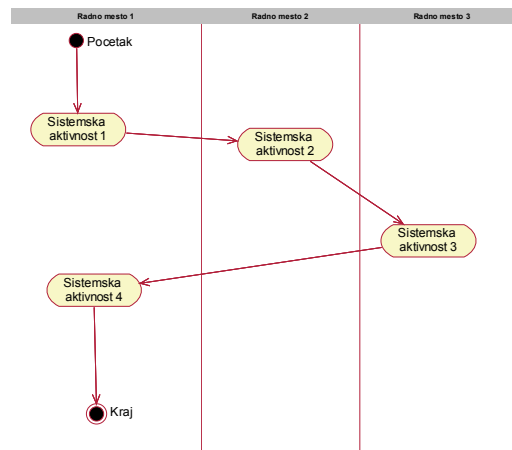 Radno mesto 1
Radno mesto 2
Radno mesto 3
Pocetak
Sistemska
aktivnost 1
Sistemska
aktivnost 2
Sistemska
aktivnost 3
Sistemska
aktivnost 4
Kraj